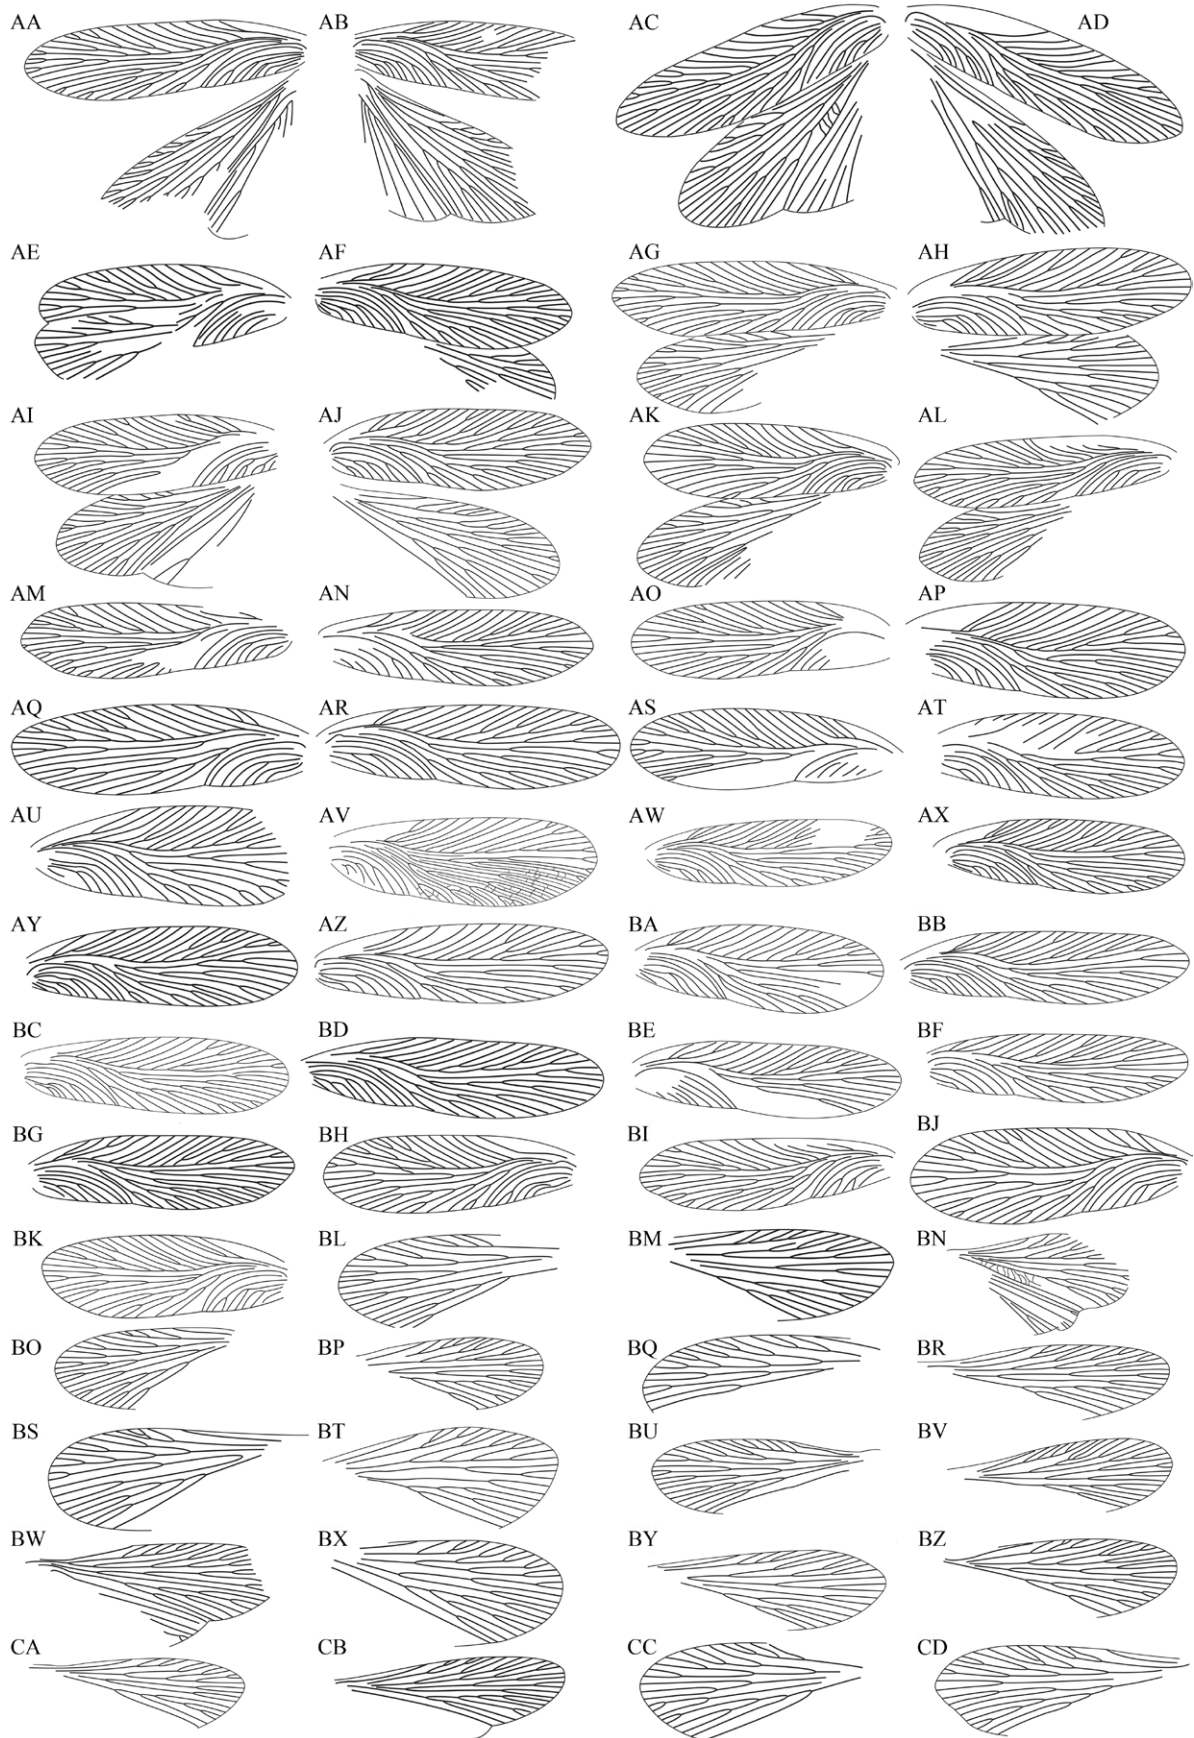 AA AB AC AD
AE AF AG AH
AI AJ AK AL
AM AN AO AP
AQ AR AS AT
AU AV AW AX
AY AZ BA BB
BC BD BE BF
BG BH BI BJ
BK BL BM BN
BO BP BQ BR
BS BT BU BV
BW BX BY BZ
CA CB CC CD